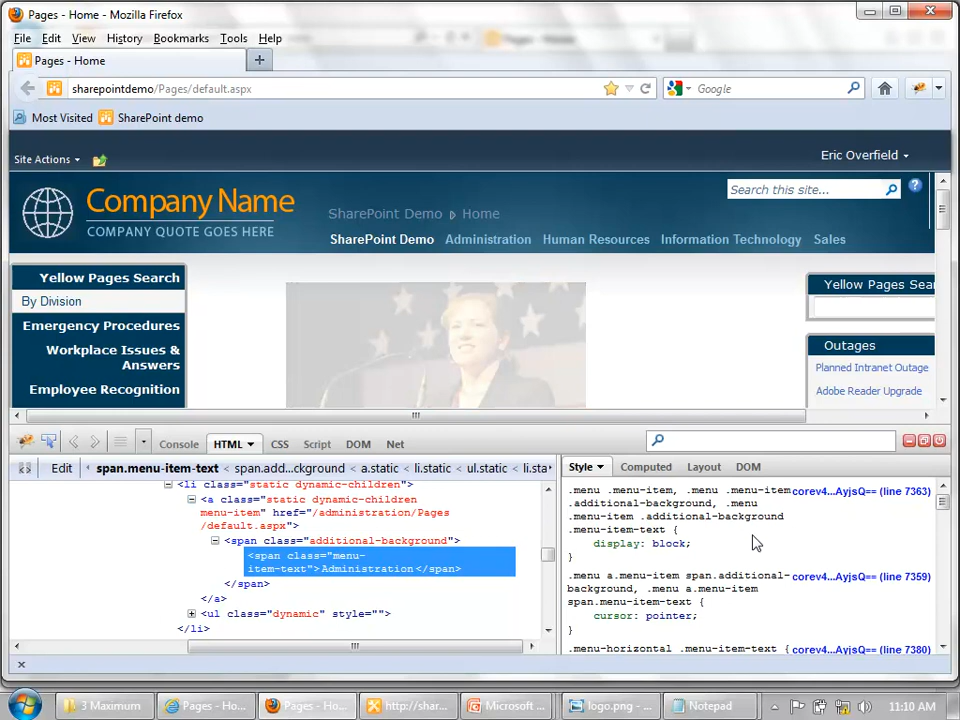 Pages - Home - Mozilla Firefox
File Edit View History Bookmarks Tools Help
Pages - Home
sharepointdemo/Pages/default.aspx
Google
Most Visited SharePoint demo
Site Actions
Eric Overfield
Company Name
COMPANY QUOTE GOES HERE
SharePoint Demo Home
Search this site...
SharePoint Demo Administration Human Resources Information Technology Sales
Yellow Pages Search
By Division
Emergency Procedures
Workplace Issues &
Answers
Employee Recognition
Yellow Pages Sear
Outages
Planned Intranet Outage
Adobe Reader Upgrade
Console HTML CSS Script DOM Net
Edit span.menu-item-text < span.add...ckground < a.static < li.static < ul.static < li.sta
Style Computed Layout DOM
<li class="static dynamic-children">
<a class="static dynamic-children
menu-item" href="/administration/Pages
/default.aspx">
<span class="additional-background">
<span class="menu-
item-text">Administration</span>
</span>
</a>
<ul class="dynamic" style="">
</li>
.menu .menu-item, .menu .menu-item corev4...AyjsQ== (line 7363)
.additional-background, .menu
.menu-item .additional-background
.menu-item-text {
display: block;
}
.menu a.menu-item span.additional- corev4...AyjsQ== (line 7359)
background, .menu a.menu-item
span.menu-item-text {
cursor: pointer;
}
.menu-horizontal .menu-item-text { corev4...AyjsQ== (line 7380)
3 Maximum Pages - Ho... Pages - Ho... http://shar... Microsoft ... logo.png - ... Notepad 11:10 AM